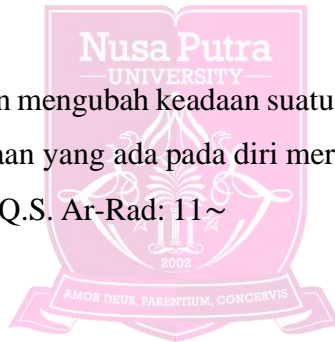 Nusa Putra
UNIVERSITY
n mengubah keadaan suatu
aan yang ada pada diri mer
Q.S. Ar-Rad: 11~
2002
AMOR DEUS, PARENTIUM, CONCERVIS